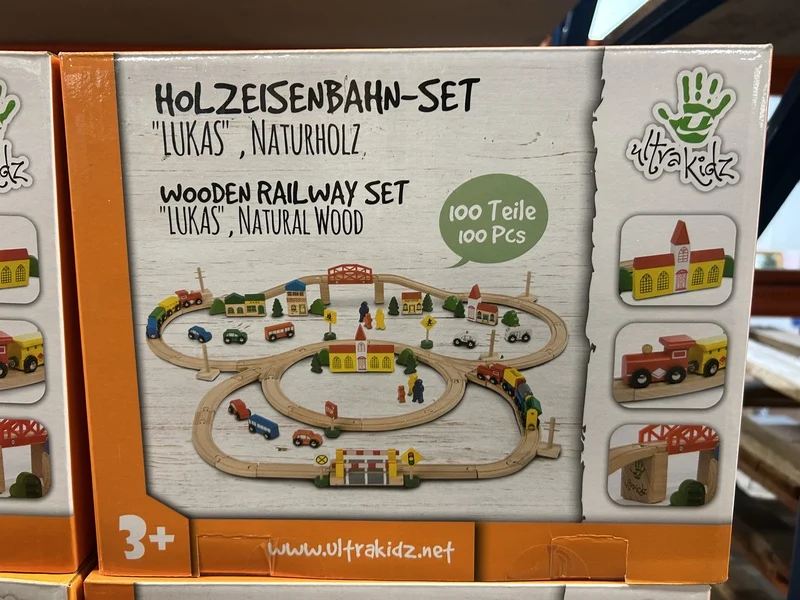 HOLZEISENBAHN-SET
"LUKAS", NATURHOLZ
WOODEN RAILWAY SET
"LUKAS", NATURAL WOOD
100 Teile
100 Pcs
ultrakidz
3+
www.ultrakidz.net